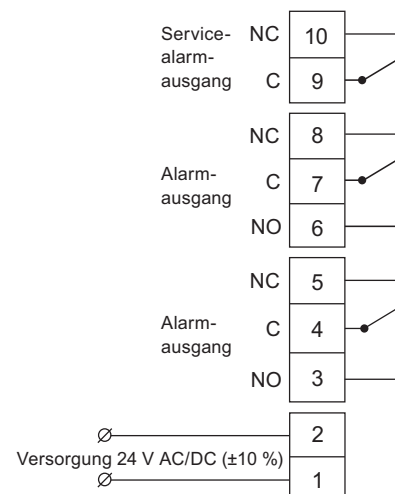 Service-
alarm-
ausgang
NC 10
C 9
Alarm-
ausgang
NC 8
C 7
NO 6
Alarm-
ausgang
NC 5
C 4
NO 3
2
Versorgung 24 V AC/DC (±10 %)
1